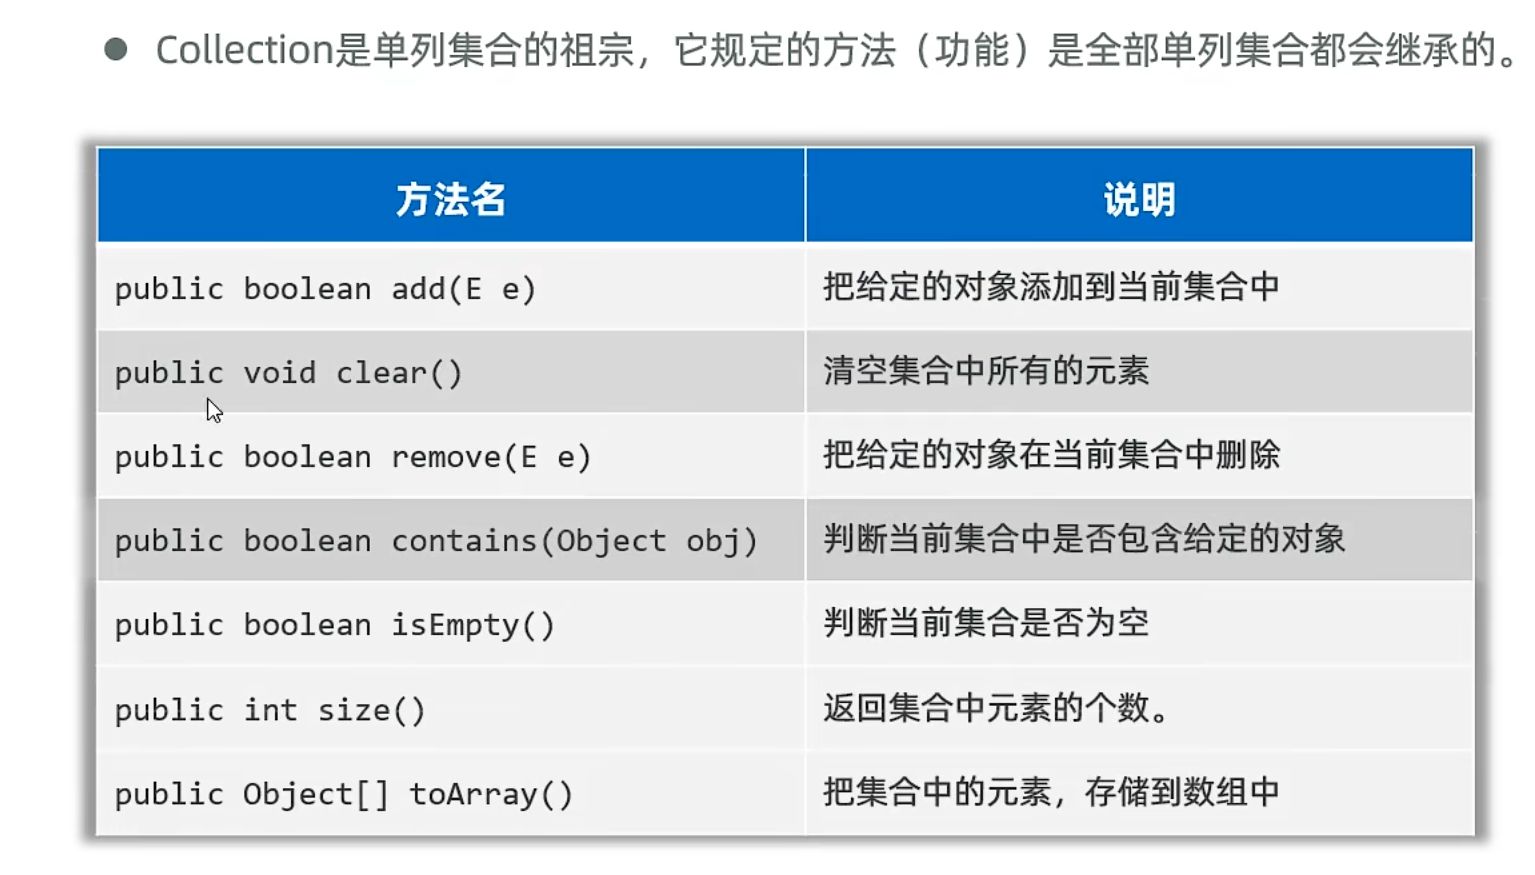 ● Collection是单列集合的祖宗，它规定的方法（功能）是全部单列集合都会继承的。
方法名 说明
public boolean add(E e) 把给定的对象添加到当前集合中
public void clear() 清空集合中所有的元素
public boolean remove(E e) 把给定的对象在当前集合中删除
public boolean contains(Object obj) 判断当前集合中是否包含给定的对象
public boolean isEmpty() 判断当前集合是否为空
public int size() 返回集合中元素的个数。
public Object[] toArray() 把集合中的元素，存储到数组中